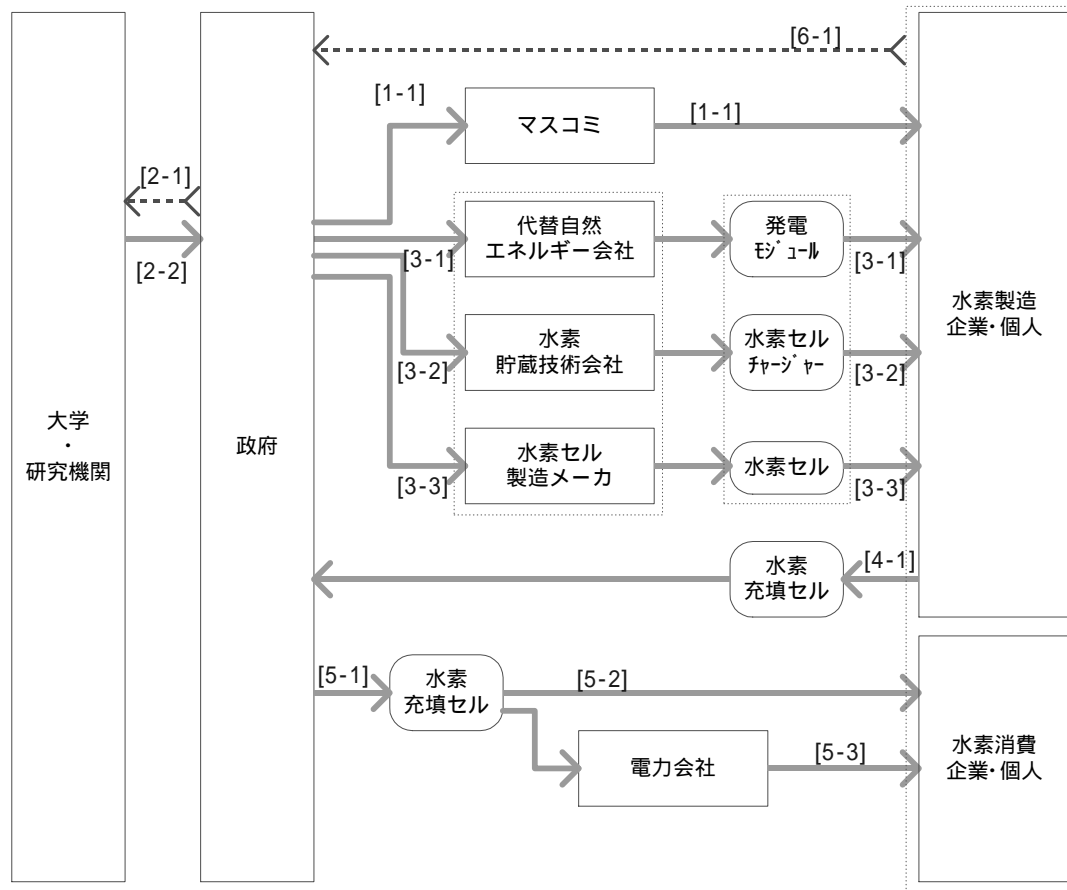 [6-1]
[1-1]
マスコミ
[1-1]
[2-1]
[2-2]
代替自然
エネルギー会社
[3-1]
発電
ﾓｼﾞｭｰﾙ
[3-1]
水素
貯蔵技術会社
[3-2]
水素セル
ﾁｬｰｼﾞｬｰ
[3-2]
水素製造
企業・個人
大学
・
研究機関
政府
水素セル
製造メーカ
[3-3]
水素セル
[3-3]
水素
充填セル
[4-1]
[5-1]
水素
充填セル
[5-2]
電力会社
[5-3]
水素消費
企業・個人